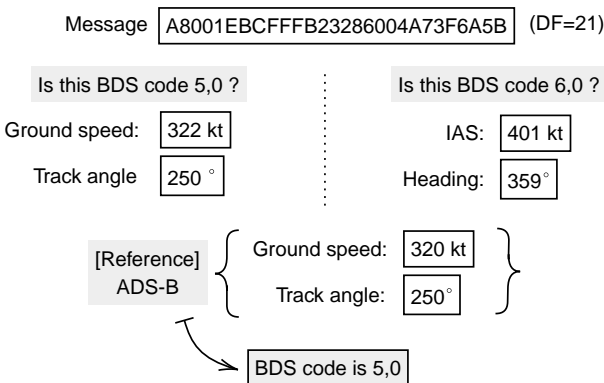 Message A8001EBCFFFB23286004A73F6A5B (DF=21)
Is this BDS code 5,0 ? Is this BDS code 6,0 ?
Ground speed: 322 kt IAS: 401 kt
Track angle 250 ° Heading: 359°
[Reference] Ground speed: 320 kt
ADS-B Track angle: 250°
BDS code is 5,0